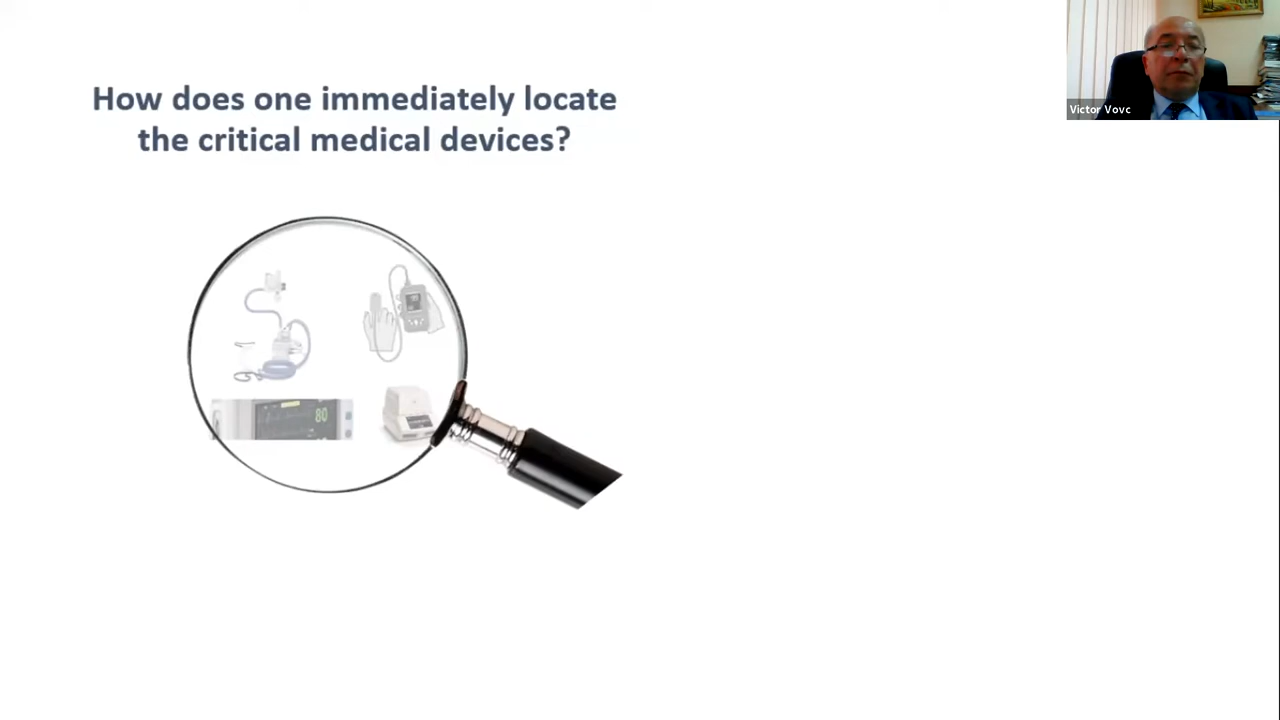 How does one immediately locate
the critical medical devices?
Victor Vovc
80